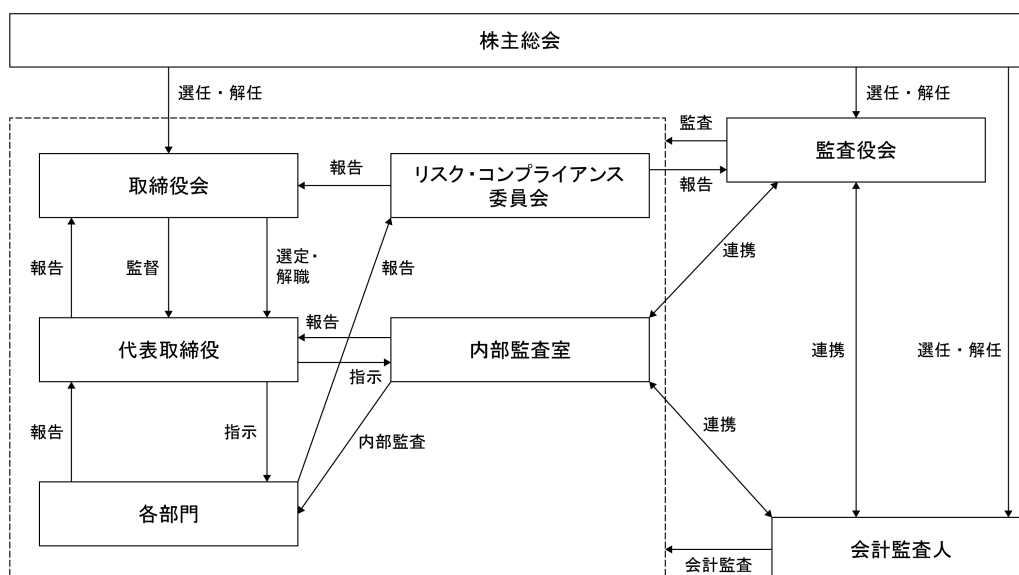 株主総会
選任・解任
選任・解任
監査
監査役会
報告
リスク・コンプライアンス
委員会
取締役会
報告
報告
監督
選定・
解職
報告
連携
報告
代表取締役
内部監査室
連携
選任・解任
指示
報告
指示
内部監査
連携
各部門
会計監査人
会計監査